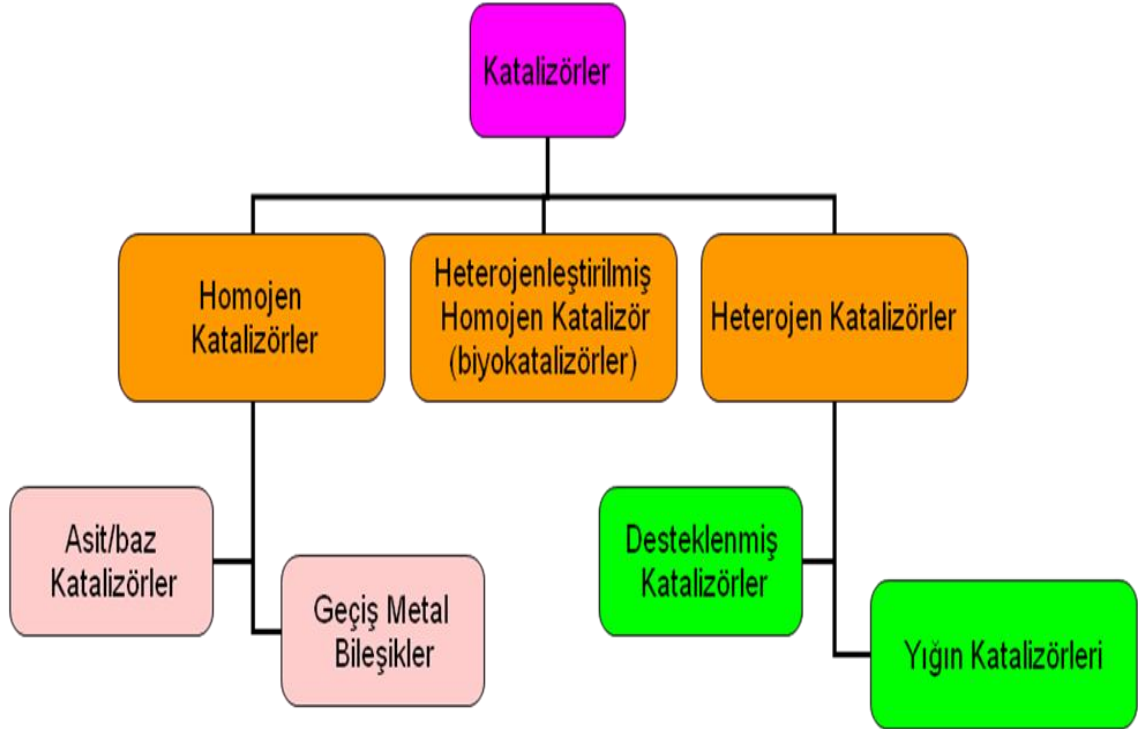 Katalizörler
Homojen
Katalizörler
Heterojenleştirilmiş
Homojen Katalizör
(biyokatalizörler)
Heterojen Katalizörler
Asit/baz
Katalizörler
Geçiş Metal
Bileşikler
Desteklenmiş
Katalizörler
Yığın Katalizörleri